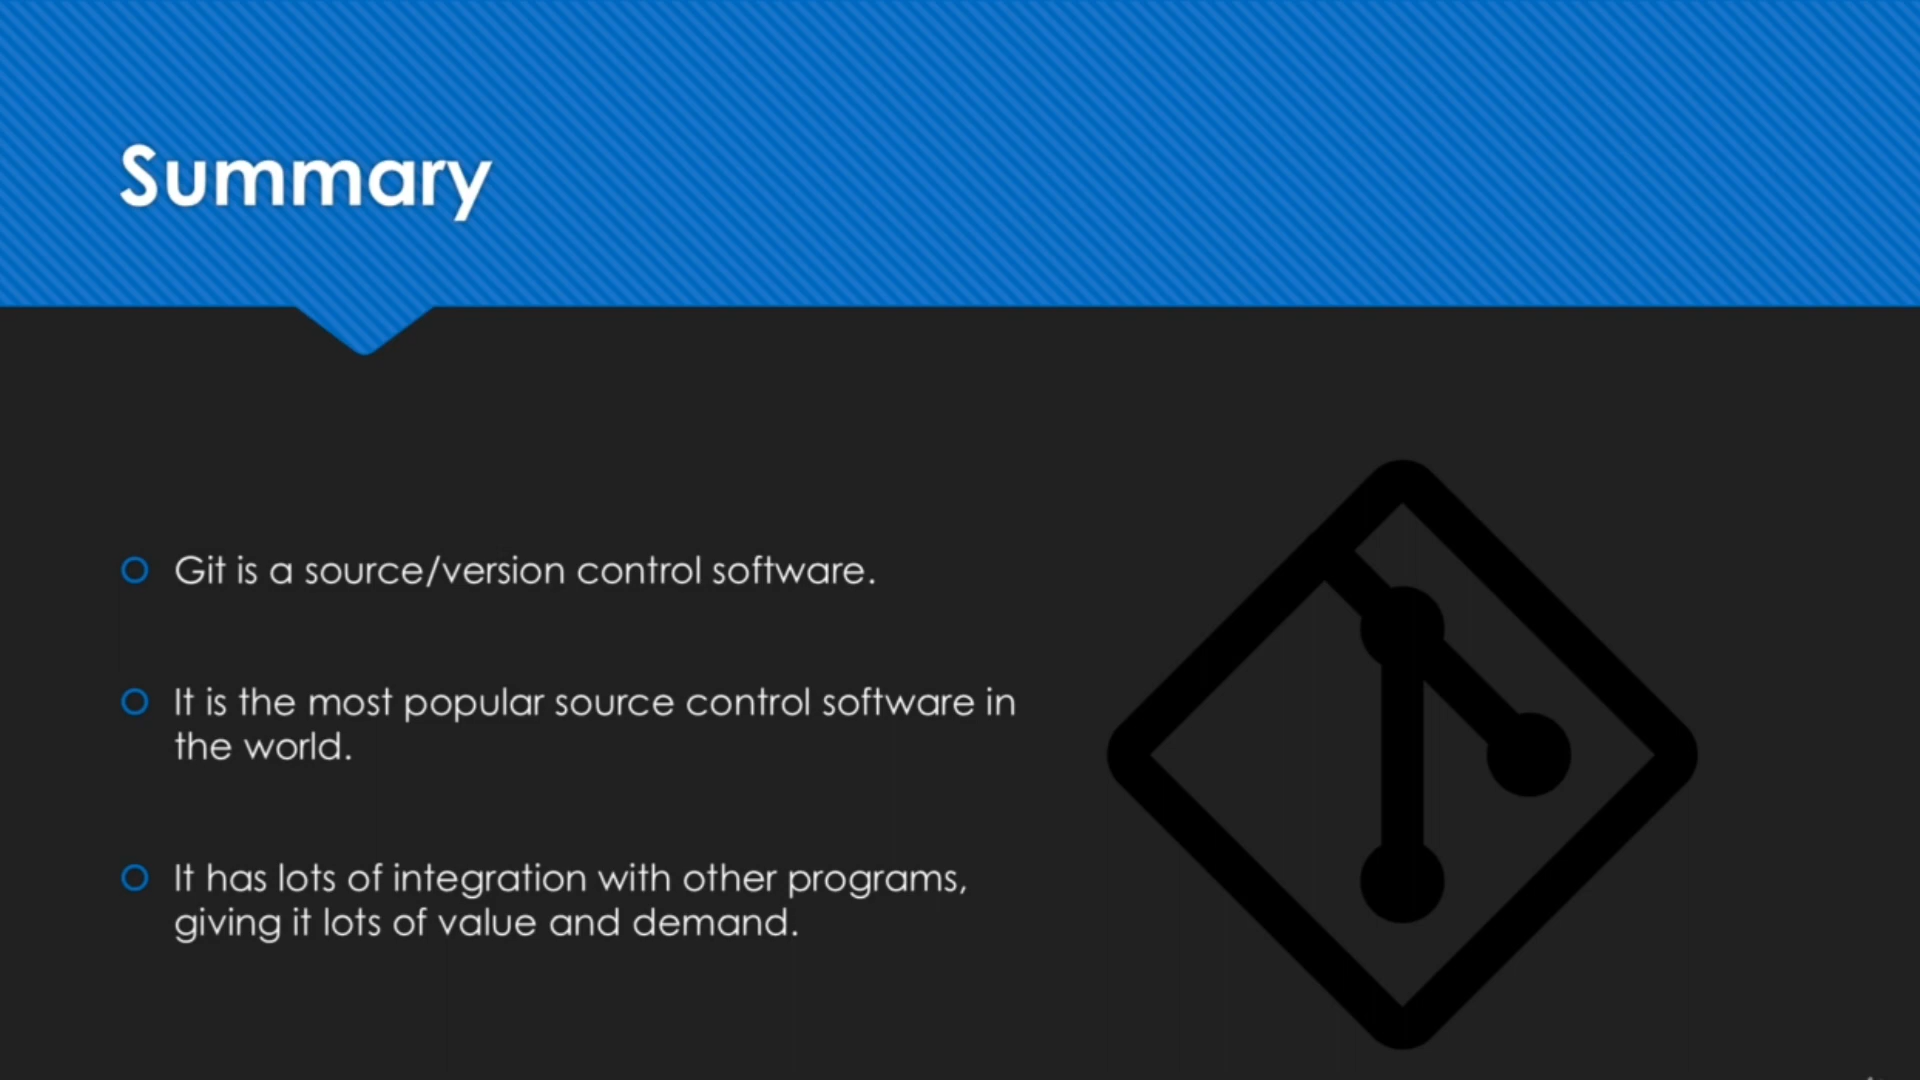 Summary
Git is a source/version control software.
It is the most popular source control software in
the world.
It has lots of integration with other programs,
giving it lots of value and demand.